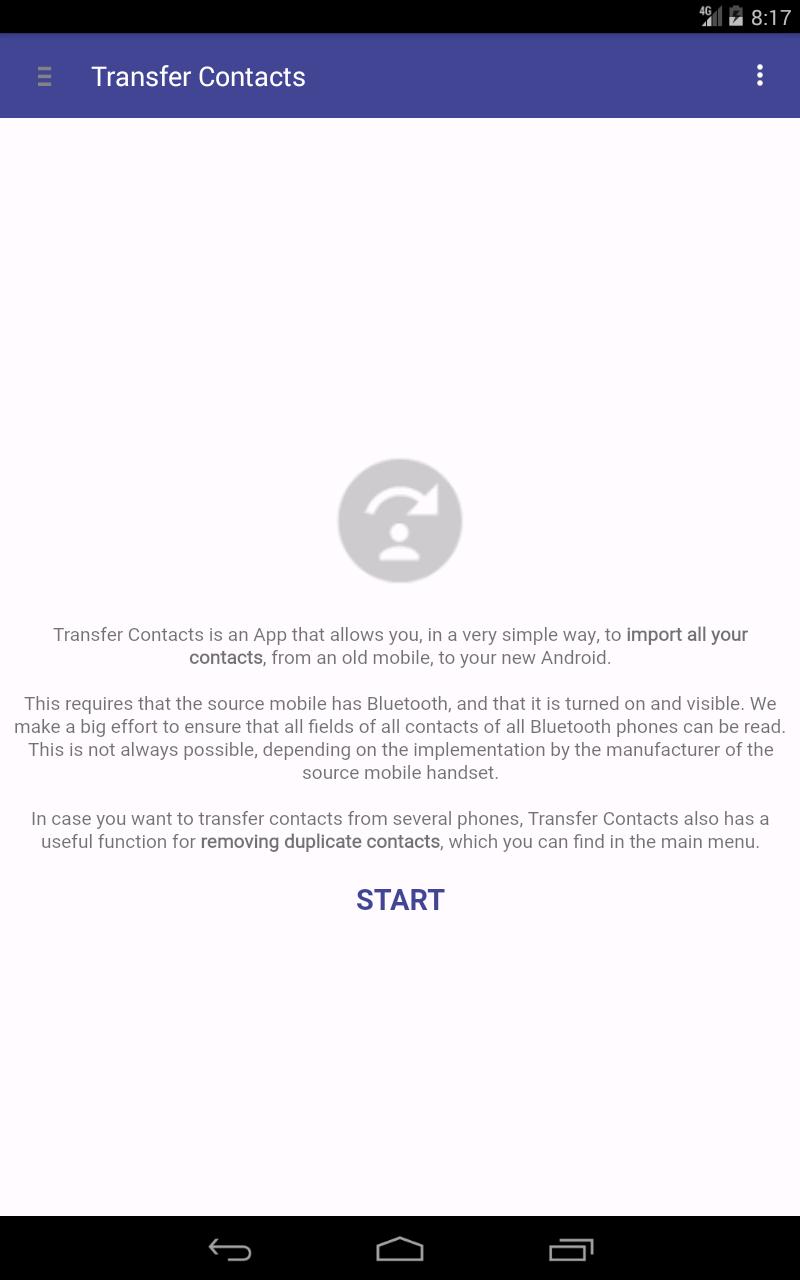 4G 8:17
Transfer Contacts
Transfer Contacts is an App that allows you, in a very simple way, to import all your
contacts, from an old mobile, to your new Android.
This requires that the source mobile has Bluetooth, and that it is turned on and visible. We
make a big effort to ensure that all fields of all contacts of all Bluetooth phones can be read.
This is not always possible, depending on the implementation by the manufacturer of the
source mobile handset.
In case you want to transfer contacts from several phones, Transfer Contacts also has a
useful function for removing duplicate contacts, which you can find in the main menu.
START